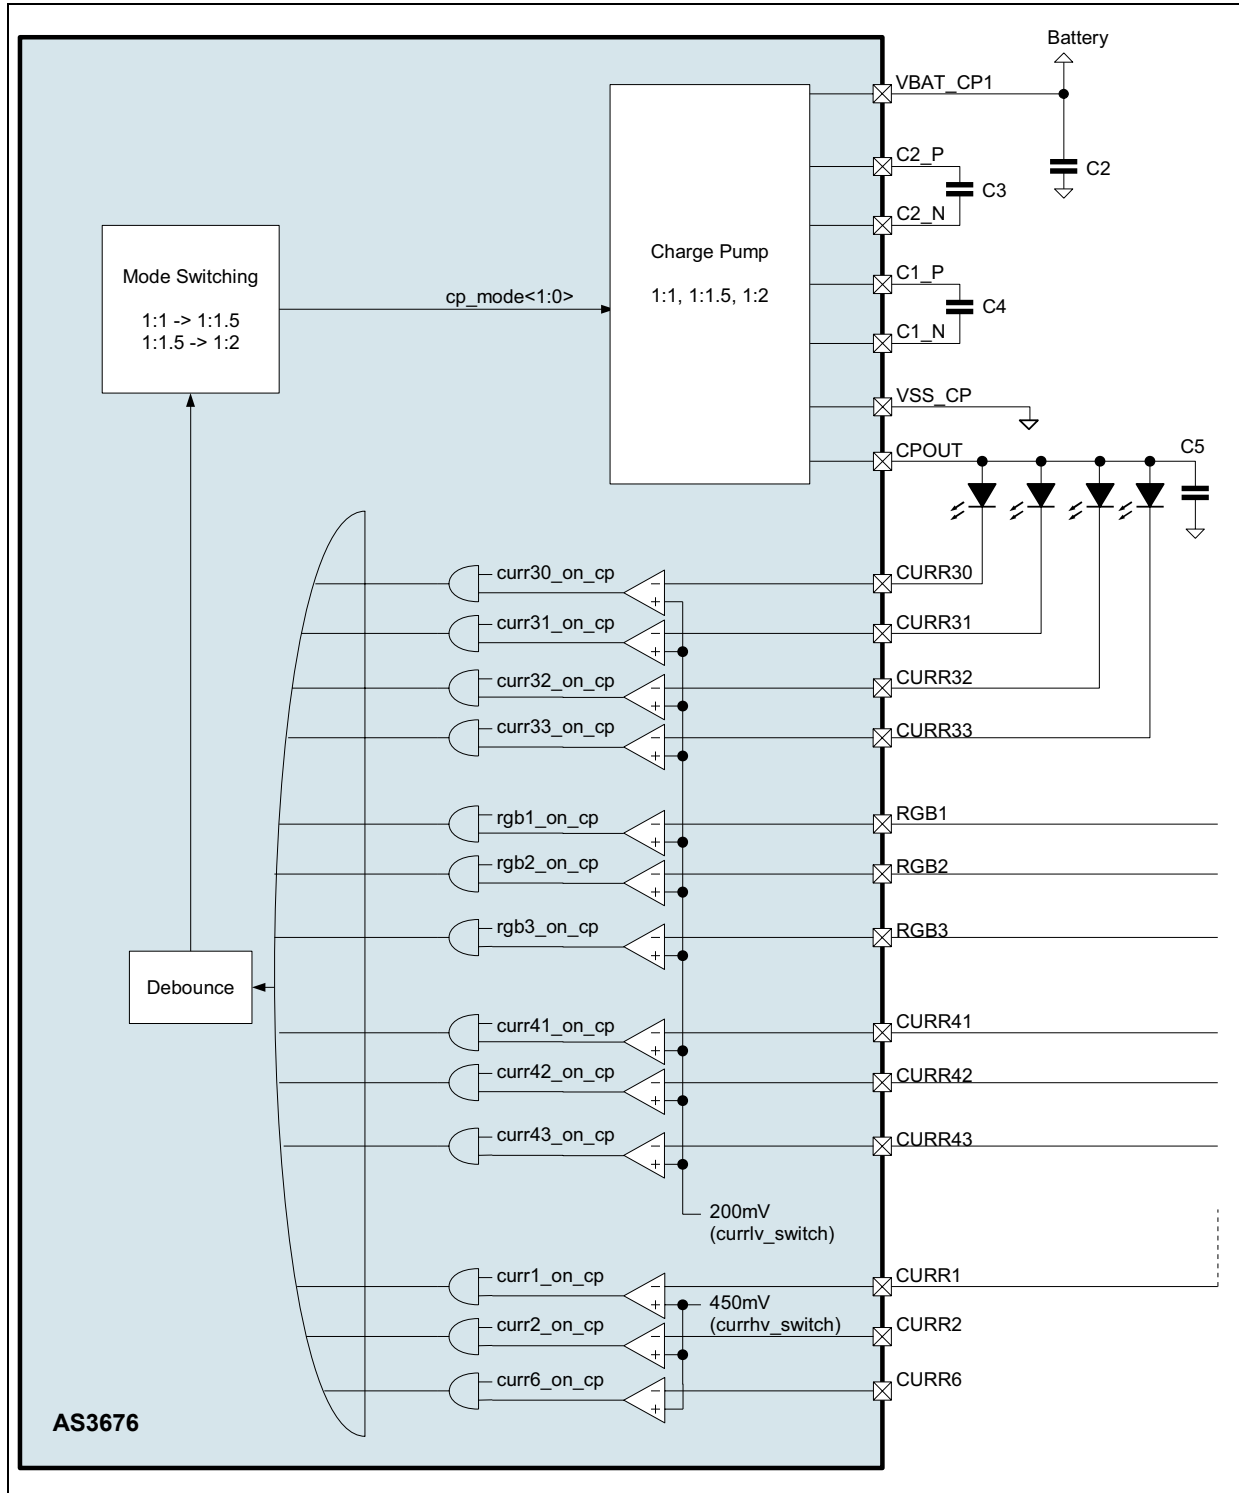 Battery
VBAT_CP1
C2_P
C2
C3
C2_N
Mode Switching
1:1 -> 1:1.5
1:1.5 -> 1:2
cp_mode<1:0>
Charge Pump
1:1, 1:1.5, 1:2
C1_P
C4
C1_N
VSS_CP
CPOUT
C5
curr30_on_cp
CURR30
curr31_on_cp
CURR31
curr32_on_cp
CURR32
curr33_on_cp
CURR33
rgb1_on_cp
RGB1
rgb2_on_cp
RGB2
rgb3_on_cp
RGB3
Debounce
curr41_on_cp
CURR41
curr42_on_cp
CURR42
curr43_on_cp
CURR43
200mV
(currlv_switch)
curr1_on_cp
CURR1
450mV
(currhv_switch)
curr2_on_cp
CURR2
curr6_on_cp
CURR6
AS3676